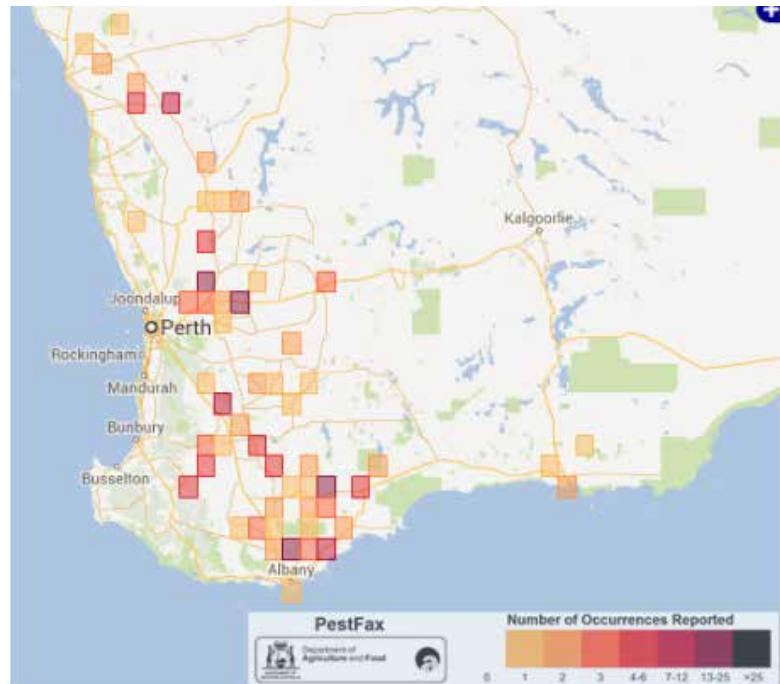 Kalgoorlie
Joondalup
Perth
Rockingham
Mandurah
Bunbury
Busselton
Albany
PestFax
Department of
Agriculture and Food
Number of Occurrences Reported
0 1 2 3 4-6 7-12 13-25 >25